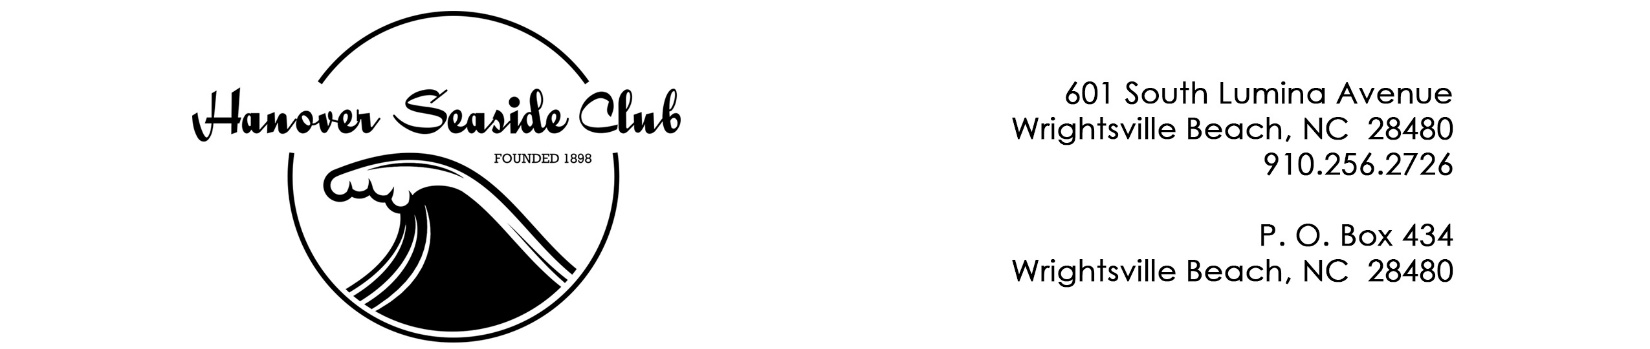 Hanover Seaside Club
FOUNDED 1898
601 South Lumina Avenue
Wrightsville Beach, NC  28480
910.256.2726
P. O. Box 434
Wrightsville Beach, NC  28480